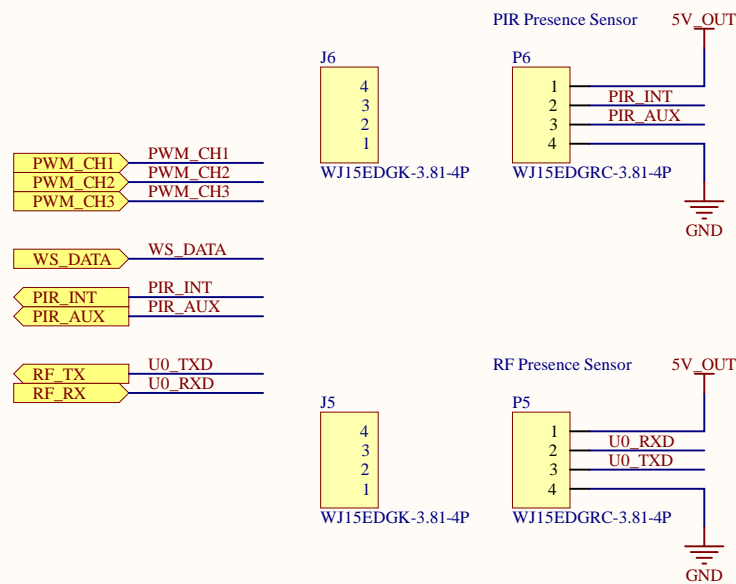 PIR Presence Sensor
5V_OUT
J6
4
3
2
1
WJ15EDGK-3.81-4P
P6
1
2
3
4
PIR_INT
PIR_AUX
WJ15EDGRC-3.81-4P
GND
PWM_CH1 PWM_CH1
PWM_CH2 PWM_CH2
PWM_CH3 PWM_CH3
WS_DATA WS_DATA
PIR_INT PIR_INT
PIR_AUX PIR_AUX
RF_TX U0_TXD
RF_RX U0_RXD
RF Presence Sensor
5V_OUT
J5
4
3
2
1
WJ15EDGK-3.81-4P
P5
1
2
3
4
U0_RXD
U0_TXD
WJ15EDGRC-3.81-4P
GND